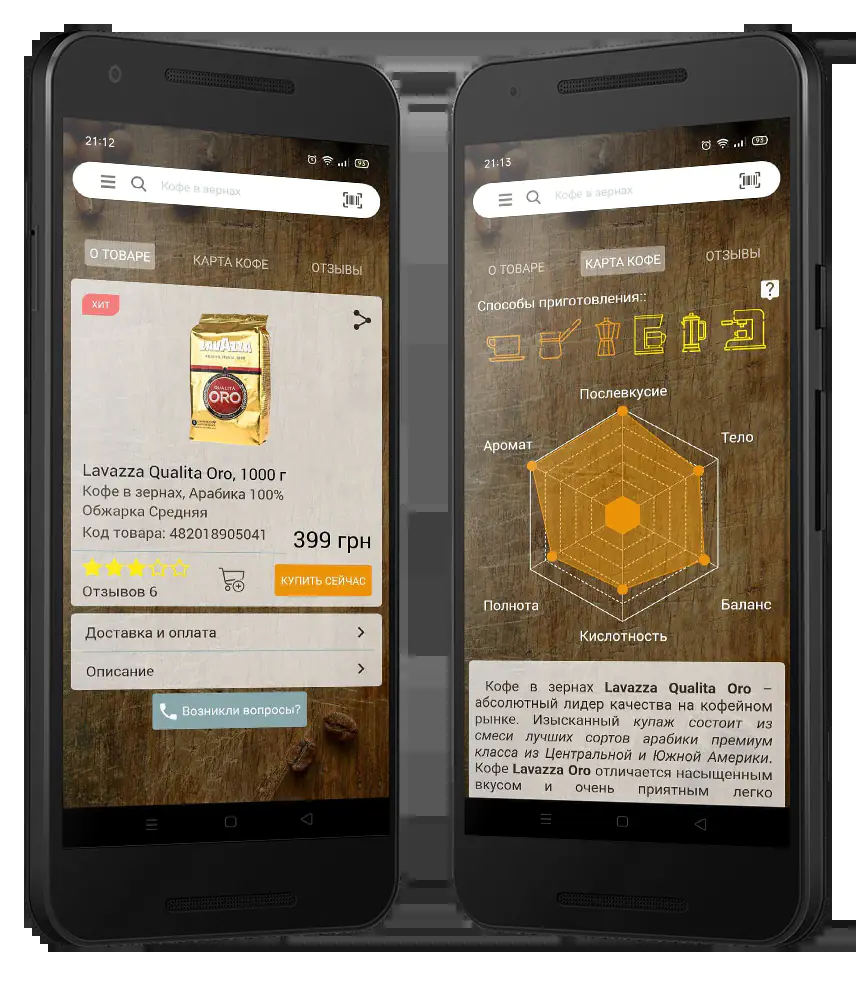 21:12
93
Кофе в зернах
О ТОВАРЕ
КАРТА КОФЕ
ОТЗЫВЫ
ХИТ
LAVAZZA
QUALITÀ
ORO
Lavazza Qualita Oro, 1000 г
Кофе в зернах, Арабика 100%
Обжарка Средняя
Код товара: 482018905041
399 грн
КУПИТЬ СЕЙЧАС
Отзывов 6
Доставка и оплата
Описание
Возникли вопросы?
21:13
93
Кофе в зернах
О ТОВАРЕ
КАРТА КОФЕ
ОТЗЫВЫ
Способы приготовления::
?
Послевкусие
Аромат
Тело
Полнота
Баланс
Кислотность
Кофе в зернах Lavazza Qualita Oro –
абсолютный лидер качества на кофейном
рынке. Изысканный купаж состоит из
смеси лучших сортов арабики премиум
класса из Центральной и Южной Америки.
Кофе Lavazza Oro отличается насыщенным
вкусом и очень приятным легко